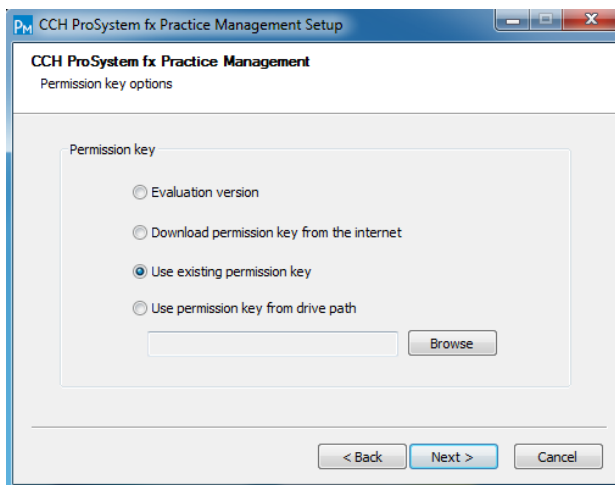 PM CCH ProSystem fx Practice Management Setup
CCH ProSystem fx Practice Management
Permission key options
Permission key
Evaluation version
Download permission key from the internet
Use existing permission key
Use permission key from drive path
Browse
< Back Next > Cancel